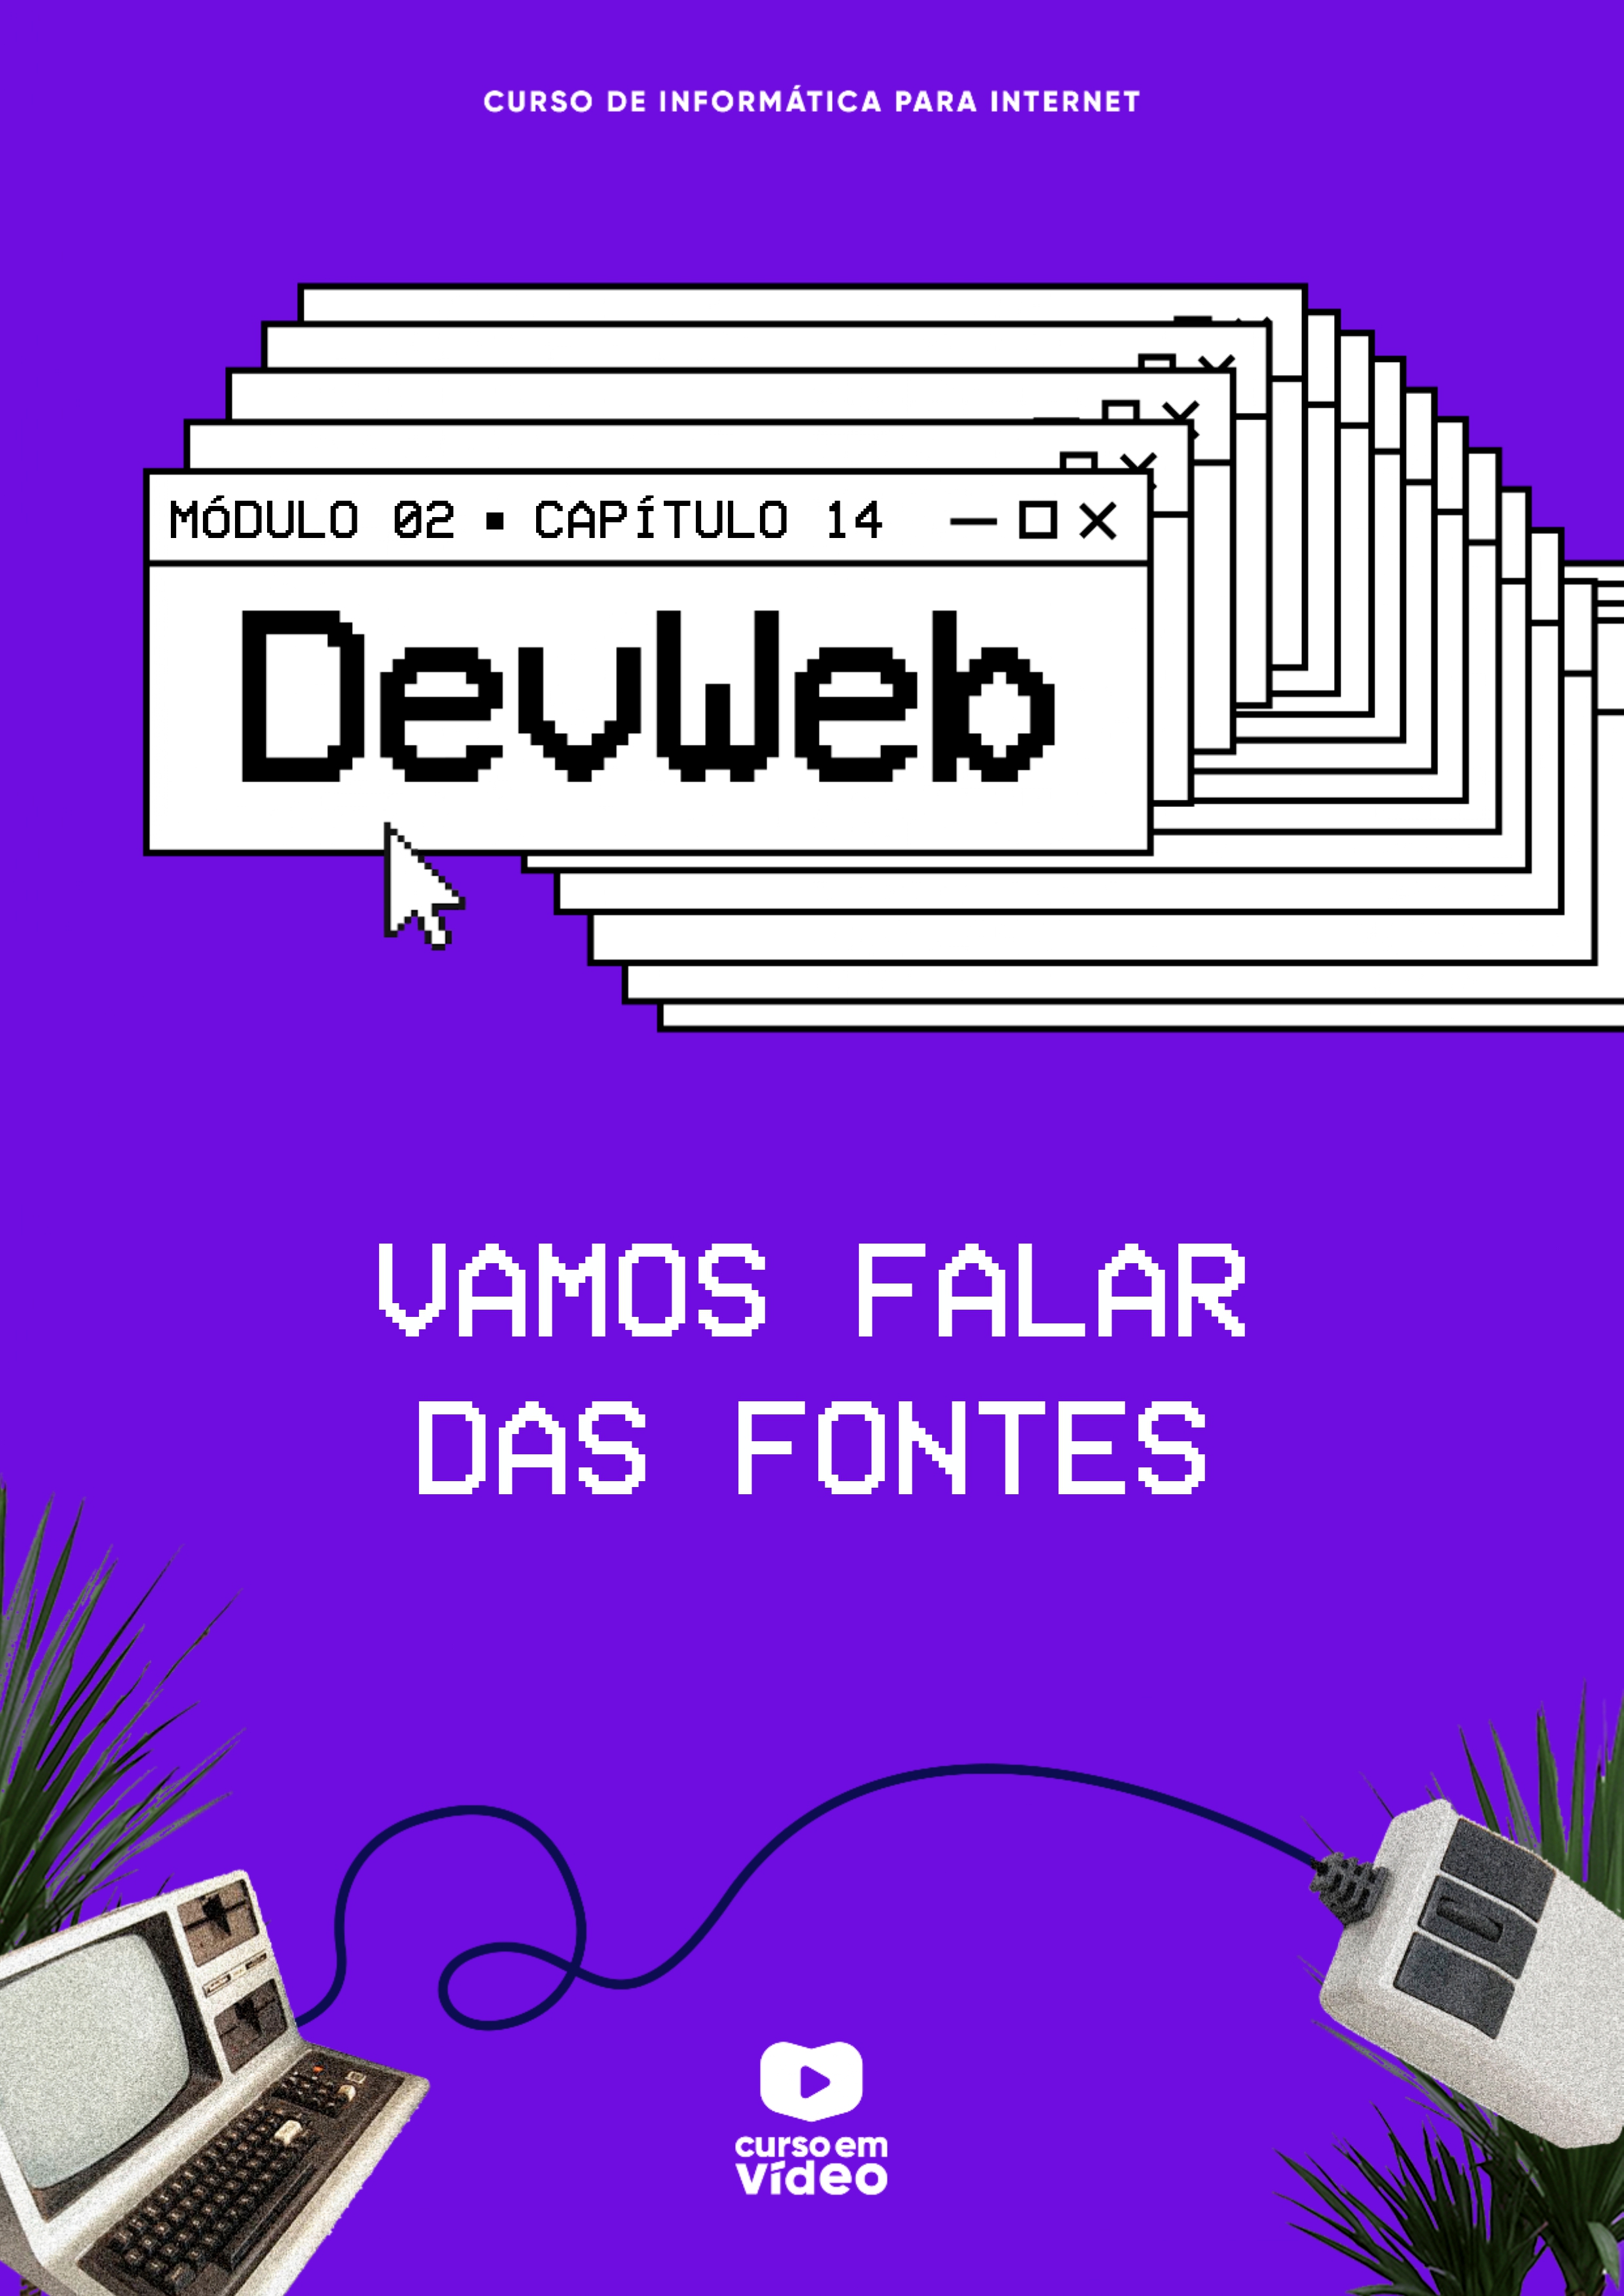 CURSO DE INFORMÁTICA PARA INTERNET
MÓDULO 02 ▪ CAPÍTULO 14
DevWeb
VAMOS FALAR
DAS FONTES
curso em
vídeo